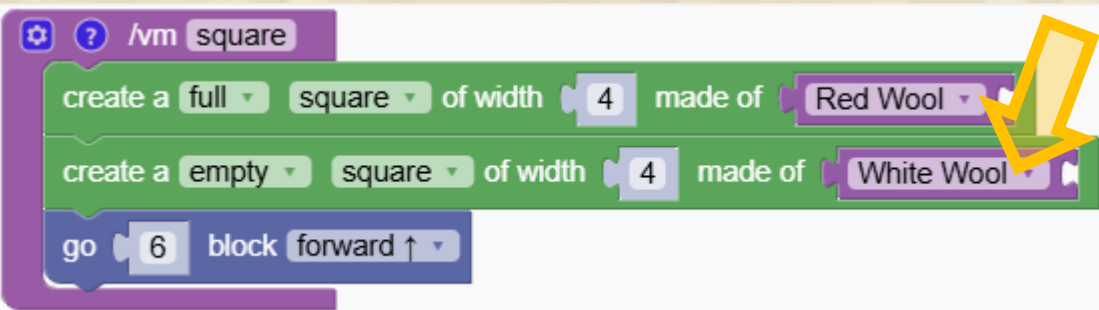 ? /vm square
create a full square of width 4 made of Red Wool
create a empty square of width 4 made of White Wool
go 6 block forward ↑